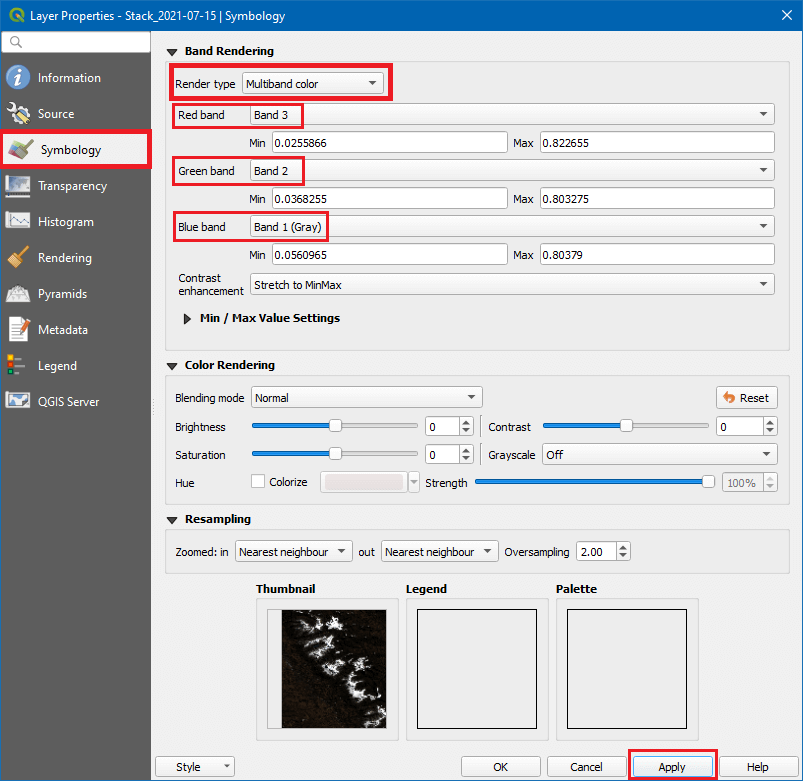 Layer Properties - Stack_2021-07-15 | Symbology
Information
Source
Symbology
Transparency
Histogram
Rendering
Pyramids
Metadata
Legend
QGIS Server
Band Rendering
Render type Multiband color
Red band Band 3
Min 0.0255866 Max 0.822655
Green band Band 2
Min 0.0368255 Max 0.803275
Blue band Band 1 (Gray)
Min 0.0560965 Max 0.80379
Contrast
enhancement Stretch to MinMax
Min / Max Value Settings
Color Rendering
Blending mode Normal Reset
Brightness 0 Contrast 0
Saturation 0 Grayscale Off
Hue Colorize Strength 100%
Resampling
Zoomed: in Nearest neighbour out Nearest neighbour Oversampling 2.00
Thumbnail Legend Palette
Style OK Cancel Apply Help